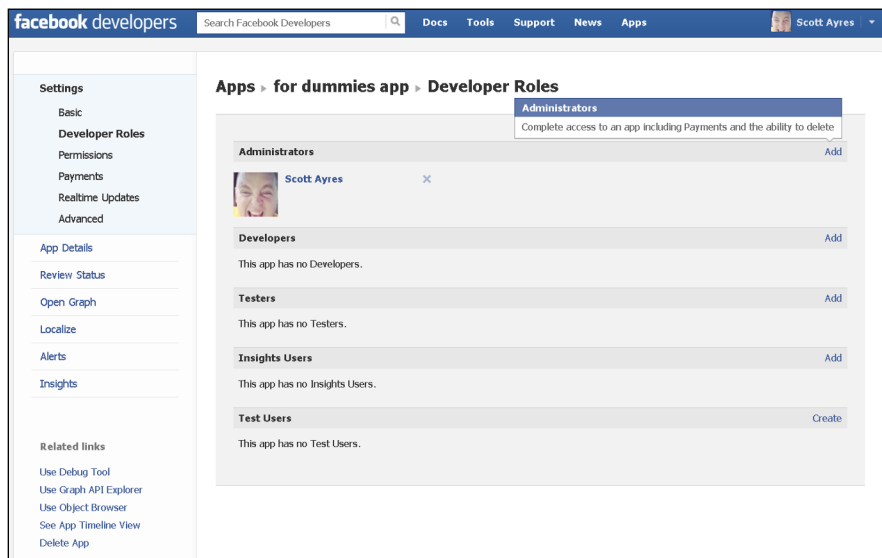 facebook developers
Search Facebook Developers
Docs Tools Support News Apps
Scott Ayres
Settings
Basic
Developer Roles
Permissions
Payments
Realtime Updates
Advanced
App Details
Review Status
Open Graph
Localize
Alerts
Insights
Related links
Use Debug Tool
Use Graph API Explorer
Use Object Browser
See App Timeline View
Delete App
Apps ▸ for dummies app ▸ Developer Roles
Administrators
Complete access to an app including Payments and the ability to delete
Administrators Add
Scott Ayres
Developers Add
This app has no Developers.
Testers Add
This app has no Testers.
Insights Users Add
This app has no Insights Users.
Test Users Create
This app has no Test Users.